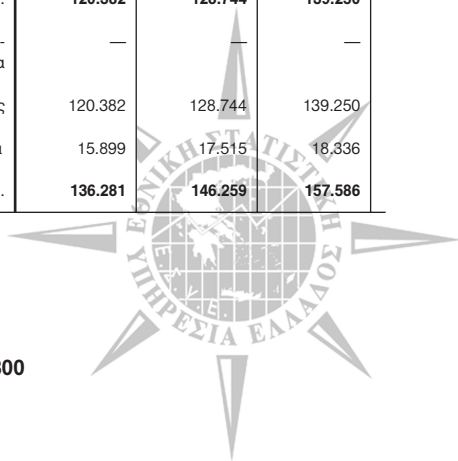 . 120.382 128.744 139.250
- — — —
α
ς 120.382 128.744 139.250
α 15.899 17.515 18.336
. 136.281 146.259 157.586
ΕΘΝΙΚΗ ΣΤΑΤΙΣΤΙΚΗ
ΥΠΗΡΕΣΙΑ ΕΛΛΑΔΟΣ
Ε.Σ.Υ.Ε.
300